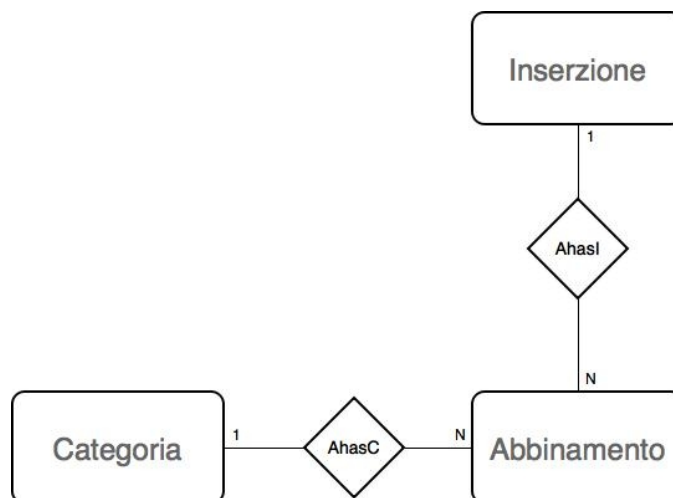 Inserzione
1
AhasI
N
Categoria
1
AhasC
N
Abbinamento